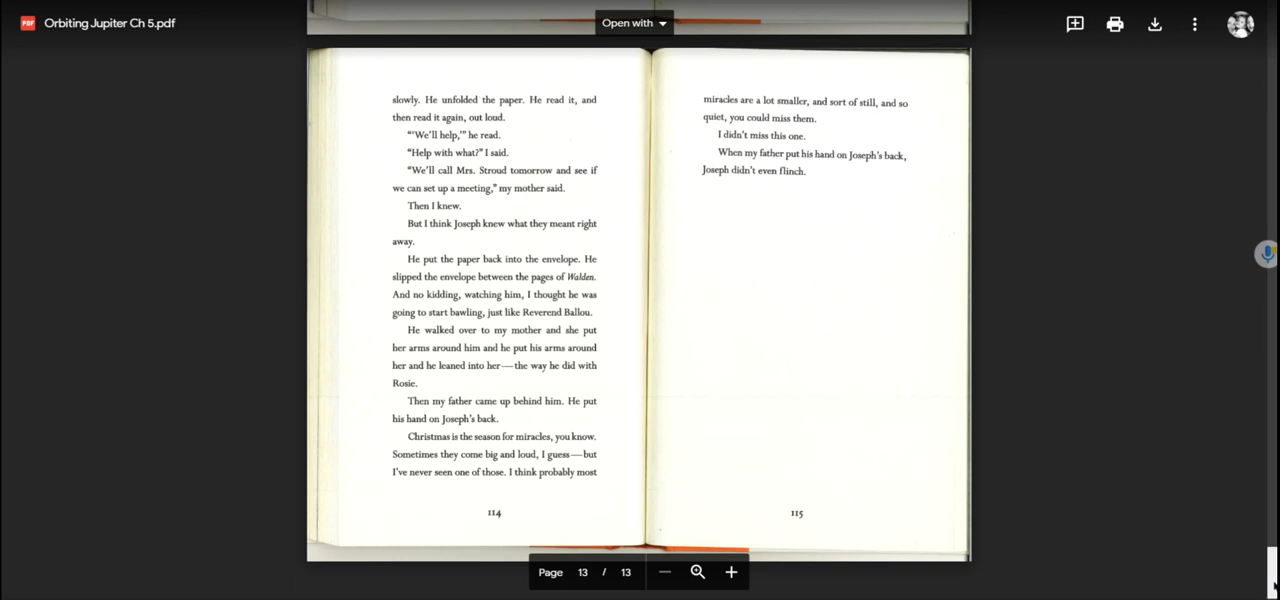 Orbiting Jupiter Ch 5.pdf
Open with
slowly. He unfolded the paper. He read it, and
then read it again, out loud.
“‘We’ll help,’” he read.
“Help with what?” I said.
“We’ll call Mrs. Stroud tomorrow and see if
we can set up a meeting,” my mother said.
Then I knew.
But I think Joseph knew what they meant right
away.
He put the paper back into the envelope. He
slipped the envelope between the pages of Walden.
And no kidding, watching him, I thought he was
going to start bawling, just like Reverend Ballou.
He walked over to my mother and she put
her arms around him and he put his arms around
her and he leaned into her—the way he did with
Rosie.
Then my father came up behind him. He put
his hand on Joseph’s back.
Christmas is the season for miracles, you know.
Sometimes they come big and loud, I guess—but
I’ve never seen one of those. I think probably most
114
miracles are a lot smaller, and sort of still, and so
quiet, you could miss them.
I didn’t miss this one.
When my father put his hand on Joseph’s back,
Joseph didn’t even flinch.
115
Page 13 / 13